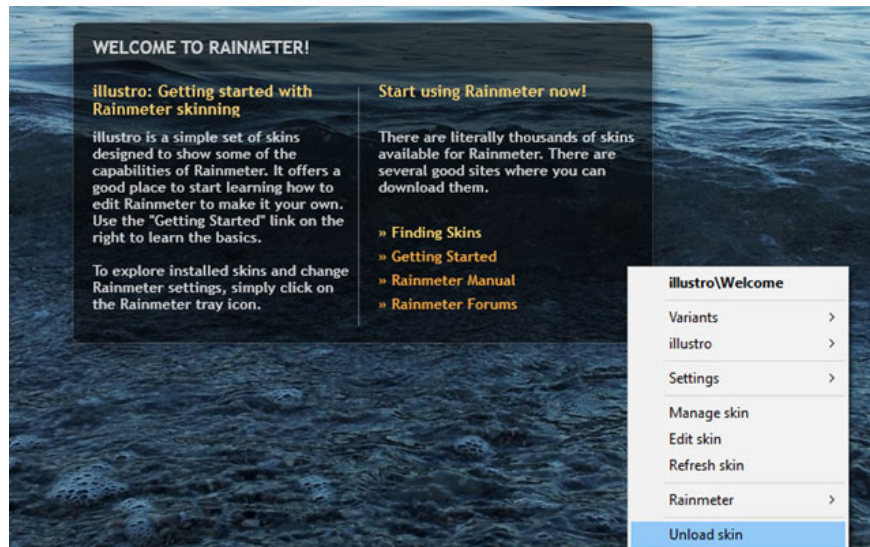 WELCOME TO RAINMETER!
illustro: Getting started with
Rainmeter skinning
illustro is a simple set of skins
designed to show some of the
capabilities of Rainmeter. It offers a
good place to start learning how to
edit Rainmeter to make it your own.
Use the "Getting Started" link on the
right to learn the basics.
To explore installed skins and change
Rainmeter settings, simply click on
the Rainmeter tray icon.
Start using Rainmeter now!
There are literally thousands of skins
available for Rainmeter. There are
several good sites where you can
download them.
» Finding Skins
» Getting Started
» Rainmeter Manual
» Rainmeter Forums
illustro\Welcome
Variants
illustro
Settings
Manage skin
Edit skin
Refresh skin
Rainmeter
Unload skin